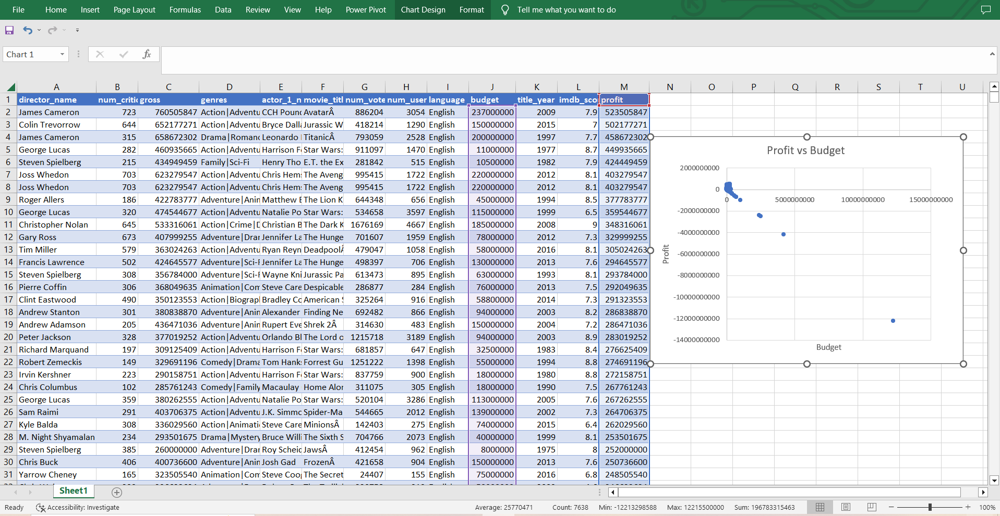 File Home Insert Page Layout Formulas Data Review View Help Power Pivot Chart Design Format Tell me what you want to do
Chart 1 fx
A B C D E F G H I J K L M N O P Q R S T U
1 director_name num_critic gross genres actor_1_n movie_titl num_vote num_user language budget title_year imdb_sco profit
2 James Cameron 723 760505847 Action|Adventu CCH Pound AvatarÂ 886204 3054 English 237000000 2009 7.9 523505847
3 Colin Trevorrow 644 652177271 Action|Adventu Bryce Dalla Jurassic W 418214 1290 English 150000000 2015 7 502177271
4 James Cameron 315 658672302 Drama|Romanc Leonardo TitanicÂ 793059 2528 English 200000000 1997 7.7 458672302
5 George Lucas 282 460935665 Action|Adventu Harrison Fo Star Wars: 911097 1470 English 11000000 1977 8.7 449935665
6 Steven Spielberg 215 434949459 Family|Sci-Fi Henry Tho E.T. the Ex 281842 515 English 10500000 1982 7.9 424449459
7 Joss Whedon 703 623279547 Action|Adventu Chris Hems The Aveng 995415 1722 English 220000000 2012 8.1 403279547
8 Joss Whedon 703 623279547 Action|Adventu Chris Hems The Aveng 995415 1722 English 220000000 2012 8.1 403279547
9 Roger Allers 186 422783777 Adventure|Anim Matthew B The Lion K 644348 656 English 45000000 1994 8.5 377783777
10 George Lucas 320 474544677 Action|Adventu Natalie Po Star Wars: 534658 3597 English 115000000 1999 6.5 359544677
11 Christopher Nolan 645 533316061 Action|Crime|D Christian B The Dark K 1676169 4667 English 185000000 2008 9 348316061
12 Gary Ross 673 407999255 Adventure|Dram Jennifer La The Hunge 701607 1959 English 78000000 2012 7.3 329999255
13 Tim Miller 579 363024263 Action|Adventu Ryan Reyn DeadpoolÂ 479047 1058 English 58000000 2016 8.1 305024263
14 Francis Lawrence 502 424645577 Adventure|Sci-F Jennifer La The Hunge 498397 706 English 130000000 2013 7.6 294645577
15 Steven Spielberg 308 356784000 Adventure|Sci-F Wayne Kni Jurassic Pa 613473 895 English 63000000 1993 8.1 293784000
16 Pierre Coffin 306 368049635 Animation|Com Steve Care Despicable 286877 284 English 76000000 2013 7.5 292049635
17 Clint Eastwood 490 350123553 Action|Biograph Bradley Co American S 325264 916 English 58800000 2014 7.3 291323553
18 Andrew Stanton 301 380838870 Adventure|Anim Alexander Finding Ne 692482 866 English 94000000 2003 8.2 286838870
19 Andrew Adamson 205 436471036 Adventure|Anim Rupert Eve Shrek 2Â 314630 483 English 150000000 2004 7.2 286471036
20 Peter Jackson 328 377019252 Action|Adventu Orlando Bl The Lord o 1215718 3189 English 94000000 2003 8.9 283019252
21 Richard Marquand 197 309125409 Action|Adventu Harrison Fo Star Wars: 681857 647 English 32500000 1983 8.4 276625409
22 Robert Zemeckis 149 329691196 Comedy|Drama Tom Hanks Forrest Gu 1251222 1398 English 55000000 1994 8.8 274691196
23 Irvin Kershner 223 290158751 Action|Adventu Harrison Fo Star Wars: 837759 900 English 18000000 1980 8.8 272158751
24 Chris Columbus 102 285761243 Comedy|Family Macaulay Home Alon 311075 305 English 18000000 1990 7.5 267761243
25 George Lucas 359 380262555 Action|Adventu Natalie Po Star Wars: 520104 3286 English 113000000 2005 7.6 267262555
26 Sam Raimi 291 403706375 Action|Adventu J.K. Simmo Spider-Ma 544665 2012 English 139000000 2002 7.3 264706375
27 Kyle Balda 308 336029560 Action|Animati Steve Care MinionsÂ 142403 275 English 74000000 2015 6.4 262029560
28 M. Night Shyamalan 234 293501675 Drama|Mystery Bruce Willi The Sixth S 704766 2073 English 40000000 1999 8.1 253501675
29 Steven Spielberg 385 260000000 Adventure|Dram Roy Scheid JawsÂ 412454 962 English 8000000 1975 8 252000000
30 Chris Buck 406 400736600 Adventure|Anim Josh Gad FrozenÂ 421658 904 English 150000000 2013 7.6 250736600
31 Yarrow Cheney 165 323505540 Animation|Com Steve Coog The Secret 24407 155 English 75000000 2016 6.8 248505540
Profit vs Budget
2000000000
0
0 5000000000 10000000000 15000000000
-2000000000
-4000000000
-6000000000
-8000000000
-10000000000
-12000000000
-14000000000
Profit
Budget
Sheet1
Ready Accessibility: Investigate Average: 25770471 Count: 7638 Min: -12213298588 Max: 12215500000 Sum: 196783315463 100%